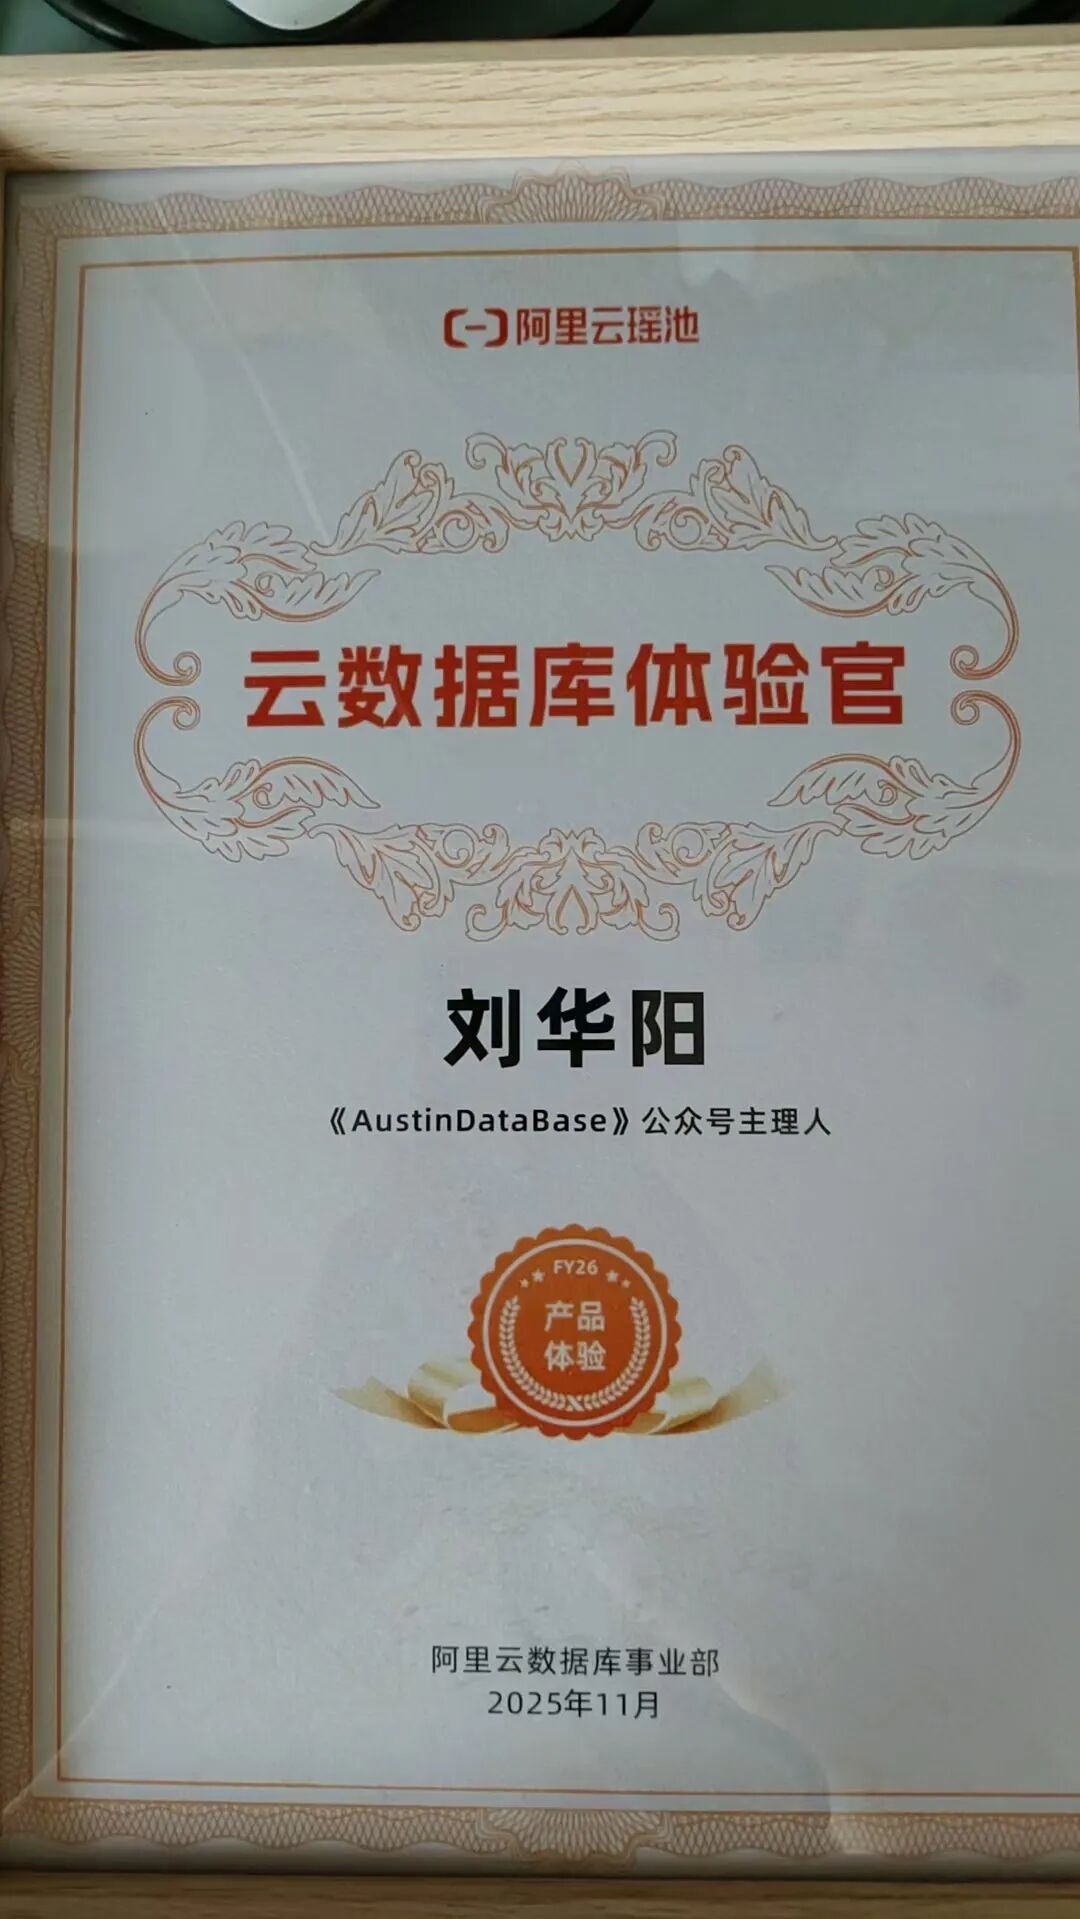 阿里云瑶池
云数据库体验官
刘华阳
《AustinDataBase》公众号主理人
FY26
产品
体验
阿里云数据库事业部
2025年11月